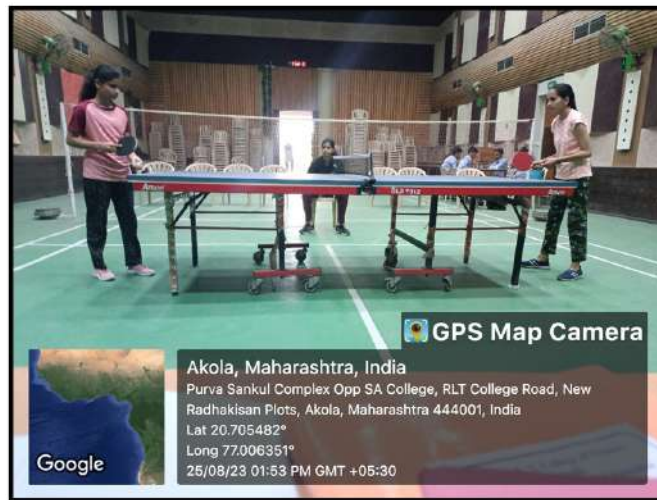 GPS Map Camera
Akola, Maharashtra, India
Purva Sankul Complex Opp SA College, RLT College Road, New
Radhakisan Plots, Akola, Maharashtra 444001, India
Lat 20.705482°
Long 77.006351°
25/08/23 01:53 PM GMT +05:30
Google